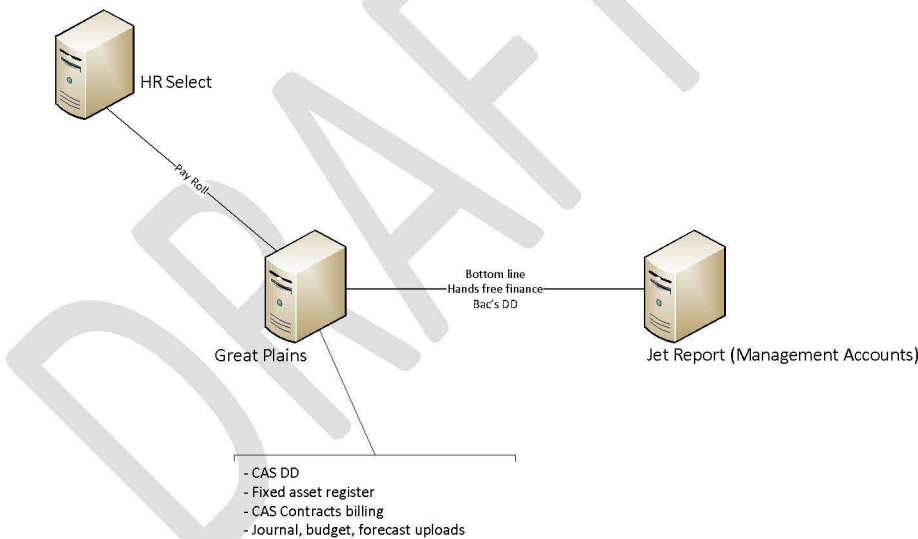 HR Select
Pay Roll
Bottom line
Hands free finance
Bac's DD
Great Plains
Jet Report (Management Accounts)
- CAS DD
- Fixed asset register
- CAS Contracts billing
- Journal, budget, forecast uploads
DRAFT